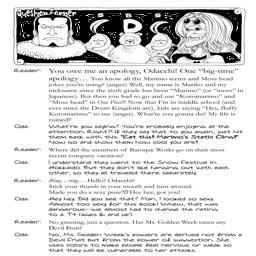 Question Corner
SBS
Reader: You owe me an apology, Odacchi! One "big-time"
apology... You know all the Marimo scenes and Moss head
jokes you're using? (anger) Well, my name is Mariko and my
nickname since the sixth grade has been "Marimo" (or "moss" in
Japanese). But then you had to go and use "Kuromarimo" and
"Moss head" in One Piece!! Now that I'm in middle school (and
ever since the Drum Kingdom arc), kids are saying "Hey, fluffy
Kuromarimo" to me (anger). What're you gonna do? My life is
ruined!!
Oda: What're you saying? You're probably enjoying all the
attention. Right?! If they say that to you again, just hit
them back with this, "Eat this! Marimo's Static Cling!!"
Now go and show them how cool you are!!
Reader: Where did the members of Baroque Works go on their most
recent company vacation?
Oda: I understand they went to the Snow Festival in
Hokkaido. But they don't like hanging out with each
other, so they all traveled there separately.
Reader: Ring...ring... Hello? Odacchi?
Stick your thumb in your mouth and turn around.
Made you do a sexy pose!!♡ Hee hee, got you!
Oda: Hey hey! Did you see that? Man, I looked so sexy!
Almost too sexy for this book! Whew, that was
dangerous--we almost had to change the rating
to a "T+" (ages 16 and up).
Reader: No greeting, just a question. Has Ms. Golden Week eaten any
Devil Fruit?
Oda: No, Ms. Golden Week's powers are derived not from a
Devil Fruit but from the power of suggestion. She
uses colors to make people feel nervous or weak so
that they will be vulnerable to her attacks.